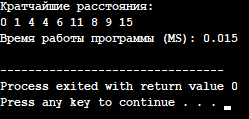 Кратчайшие расстояния:
0 1 4 4 6 11 8 9 15
Время работы программы (MS): 0.015
--------------------------------
Process exited with return value 0
Press any key to continue . . .